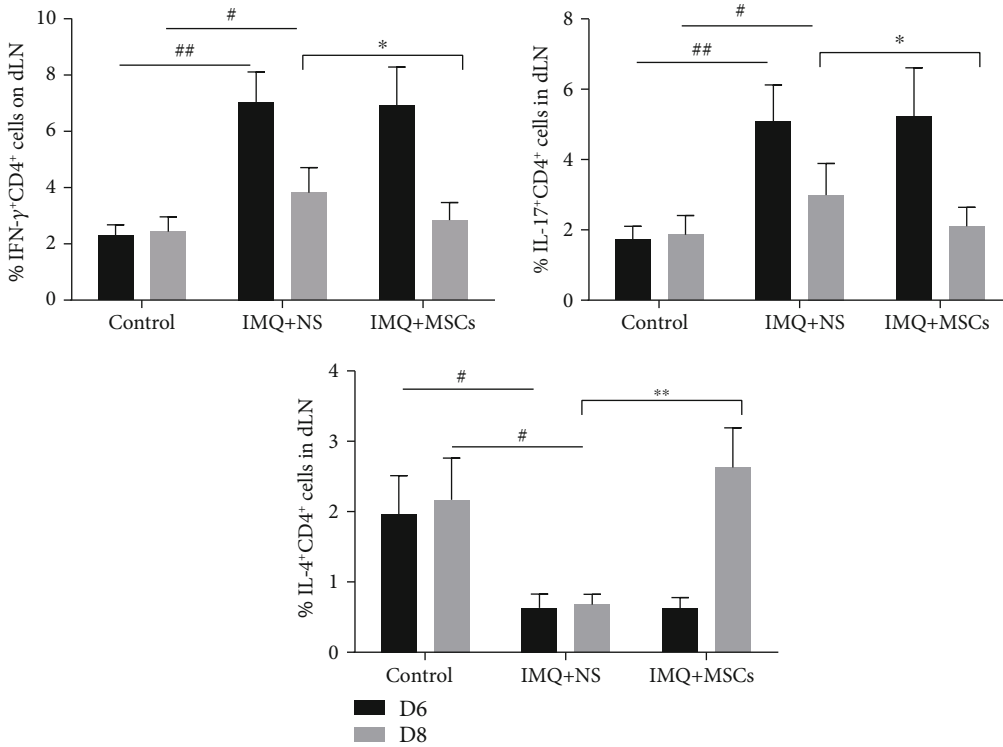 % IFN-γ⁺CD4⁺ cells on dLN
10
8
6
4
2
0
#
##
*
Control
IMQ+NS
IMQ+MSCs
% IL-17⁺CD4⁺ cells in dLN
8
6
4
2
0
#
##
*
Control
IMQ+NS
IMQ+MSCs
% IL-4⁺CD4⁺ cells in dLN
4
3
2
1
0
#
**
#
Control
IMQ+NS
IMQ+MSCs
D6
D8